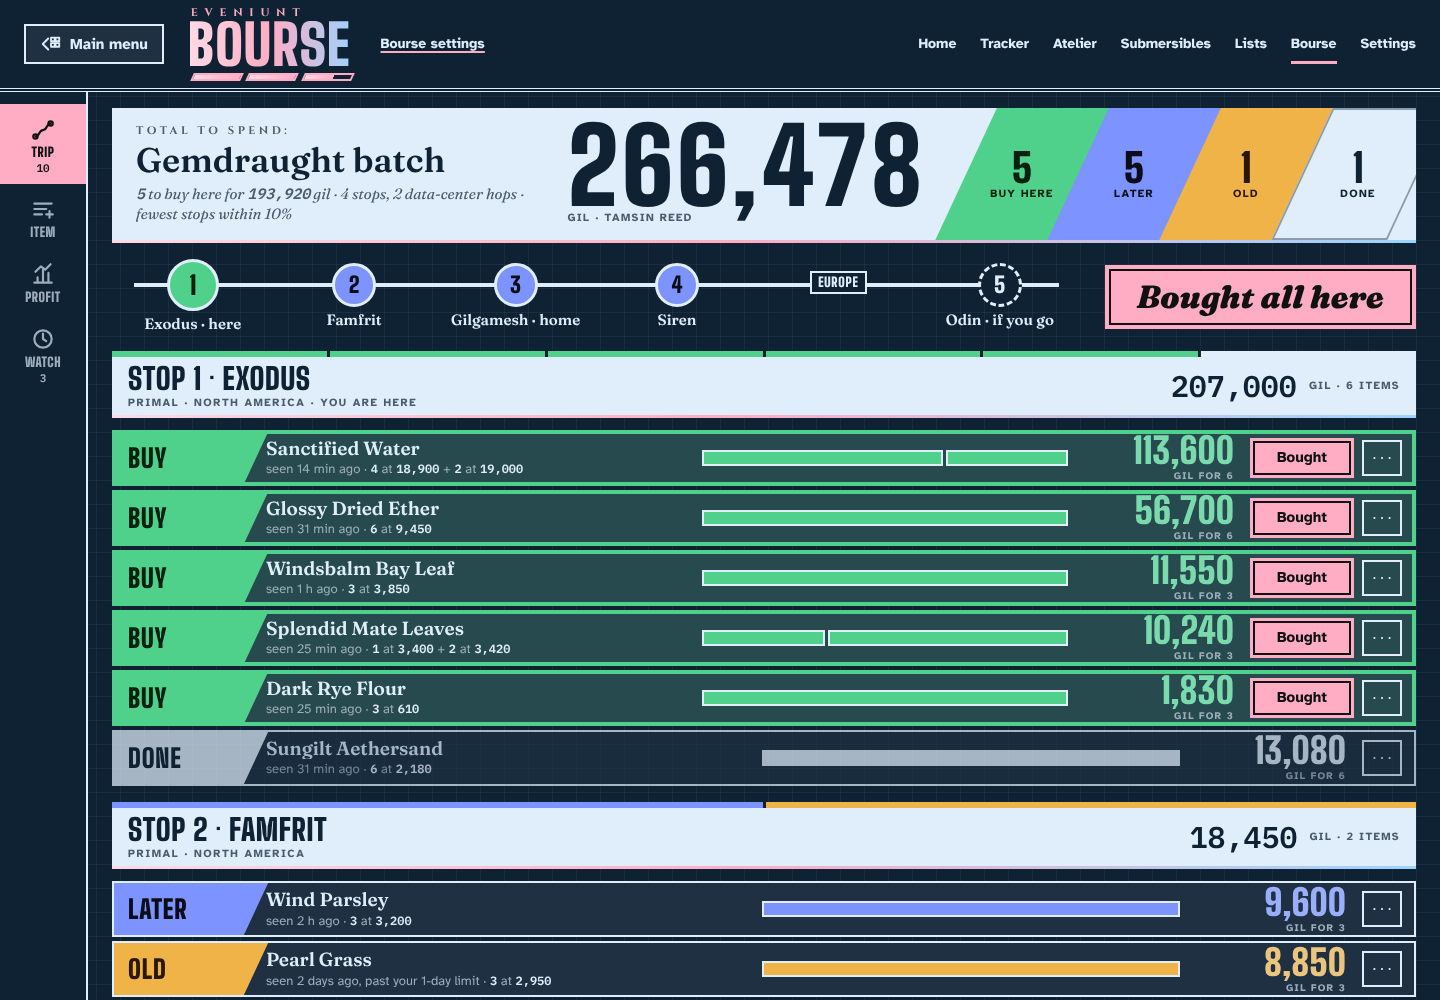 Main menu
EVENIUNT
BOURSE
Bourse settings
Home Tracker Atelier Submersibles Lists Bourse Settings
TRIP
10
ITEM
PROFIT
WATCH
3
TOTAL TO SPEND:
Gemdraught batch
5 to buy here for 193,920 gil · 4 stops, 2 data-center hops ·
fewest stops within 10%
266,478
GIL · TAMSIN REED
5
BUY HERE
5
LATER
1
OLD
1
DONE
1
Exodus · here
2
Famfrit
3
Gilgamesh · home
4
Siren
EUROPE
5
Odin · if you go
Bought all here
STOP 1 · EXODUS
PRIMAL · NORTH AMERICA · YOU ARE HERE
207,000 GIL · 6 ITEMS
BUY
Sanctified Water
seen 14 min ago · 4 at 18,900 + 2 at 19,000
113,600
GIL FOR 6
Bought
...
BUY
Glossy Dried Ether
seen 31 min ago · 6 at 9,450
56,700
GIL FOR 6
Bought
...
BUY
Windsbalm Bay Leaf
seen 1 h ago · 3 at 3,850
11,550
GIL FOR 3
Bought
...
BUY
Splendid Mate Leaves
seen 25 min ago · 1 at 3,400 + 2 at 3,420
10,240
GIL FOR 3
Bought
...
BUY
Dark Rye Flour
seen 25 min ago · 3 at 610
1,830
GIL FOR 3
Bought
...
DONE
Sungilt Aethersand
seen 31 min ago · 6 at 2,180
13,080
GIL FOR 6
...
STOP 2 · FAMFRIT
PRIMAL · NORTH AMERICA
18,450 GIL · 2 ITEMS
LATER
Wind Parsley
seen 2 h ago · 3 at 3,200
9,600
GIL FOR 3
...
OLD
Pearl Grass
seen 2 days ago, past your 1-day limit · 3 at 2,950
8,850
GIL FOR 3
...